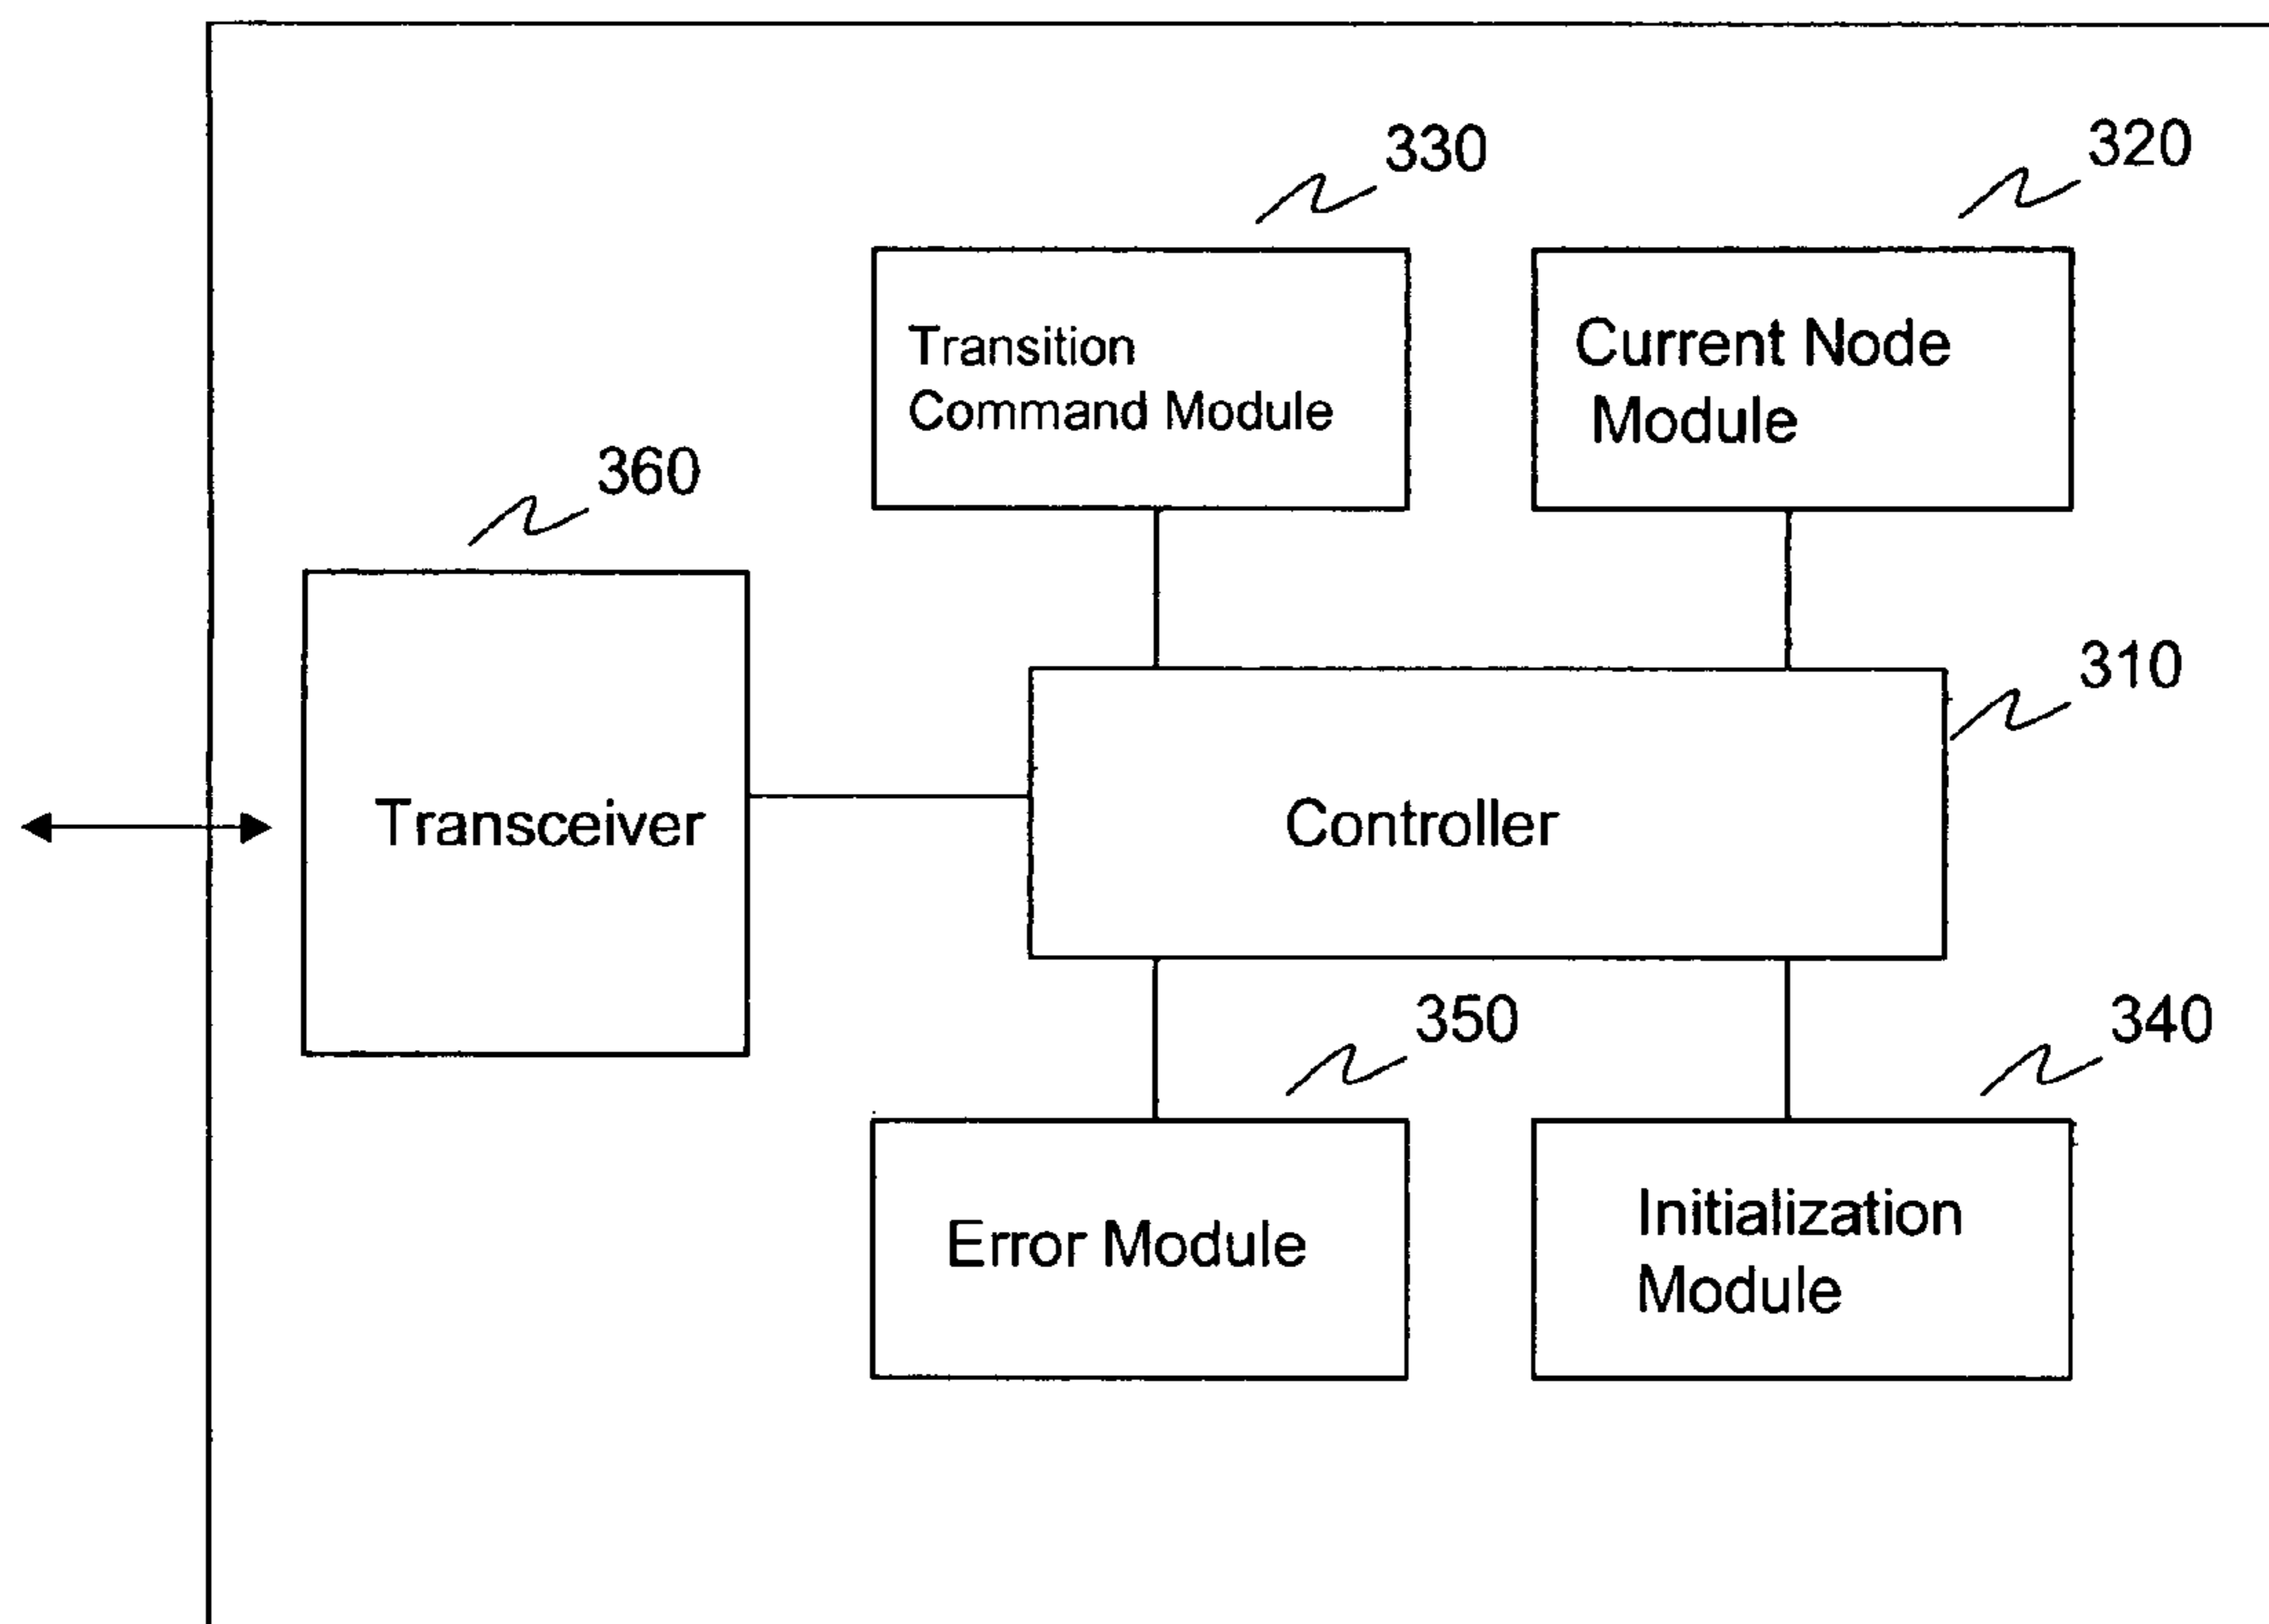 330
320
Transition
Command Module
Current Node
Module
360
310
Transceiver
Controller
350
340
Error Module
Initialization
Module